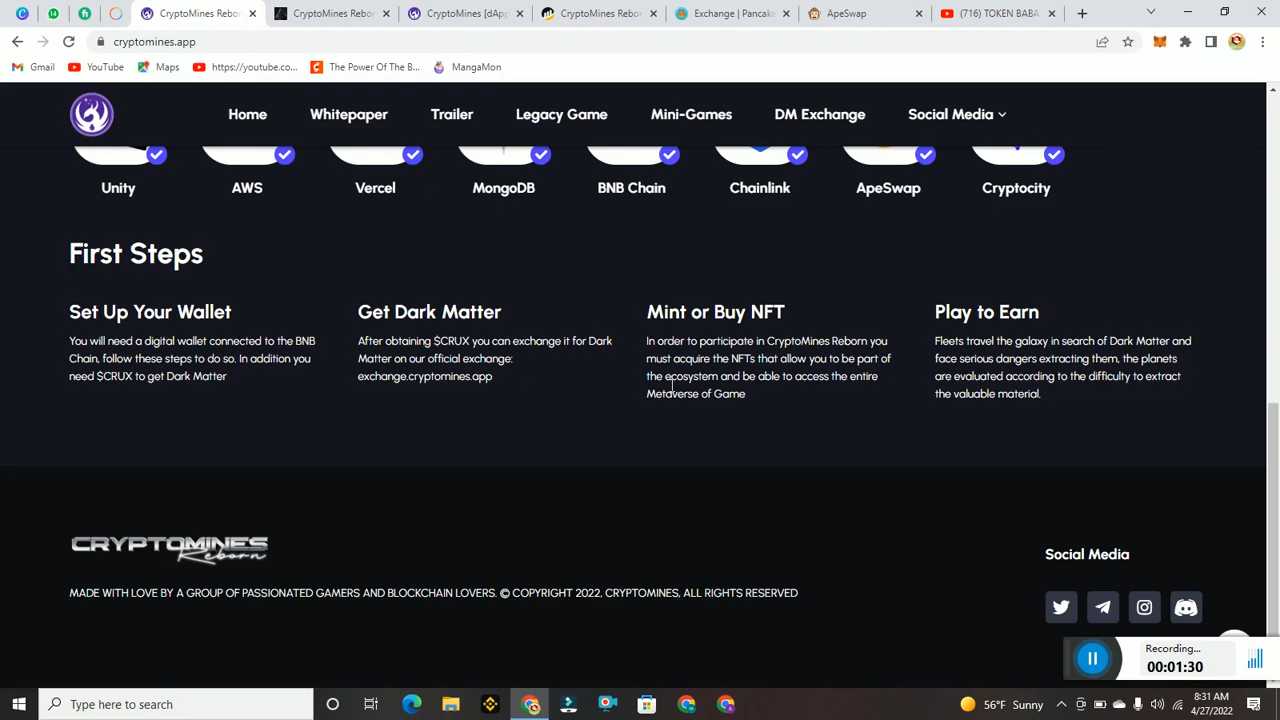 CryptoMines Rebor
CryptoMines Reborn
CryptoMines [dApp
CryptoMines Rebor
Exchange | Pancake
ApeSwap
(716) TOKEN BABA
cryptomines.app
Gmail
YouTube
Maps
https://youtube.co...
The Power Of The B...
MangaMon
Home
Whitepaper
Trailer
Legacy Game
Mini-Games
DM Exchange
Social Media
Unity
AWS
Vercel
MongoDB
BNB Chain
Chainlink
ApeSwap
Cryptocity
First Steps
Set Up Your Wallet
You will need a digital wallet connected to the BNB
Chain, follow these steps to do so. In addition you
need $CRUX to get Dark Matter
Get Dark Matter
After obtaining $CRUX you can exchange it for Dark
Matter on our official exchange:
exchange.cryptomines.app
Mint or Buy NFT
In order to participate in CryptoMines Reborn you
must acquire the NFTs that allow you to be part of
the ecosystem and be able to access the entire
Metaverse of Game
Play to Earn
Fleets travel the galaxy in search of Dark Matter and
face serious dangers extracting them, the planets
are evaluated according to the difficulty to extract
the valuable material.
CRYPTOMINES
Reborn
MADE WITH LOVE BY A GROUP OF PASSIONATED GAMERS AND BLOCKCHAIN LOVERS. © COPYRIGHT 2022, CRYPTOMINES, ALL RIGHTS RESERVED
Social Media
Recording...
00:01:30
Type here to search
56°F Sunny
8:31 AM
4/27/2022